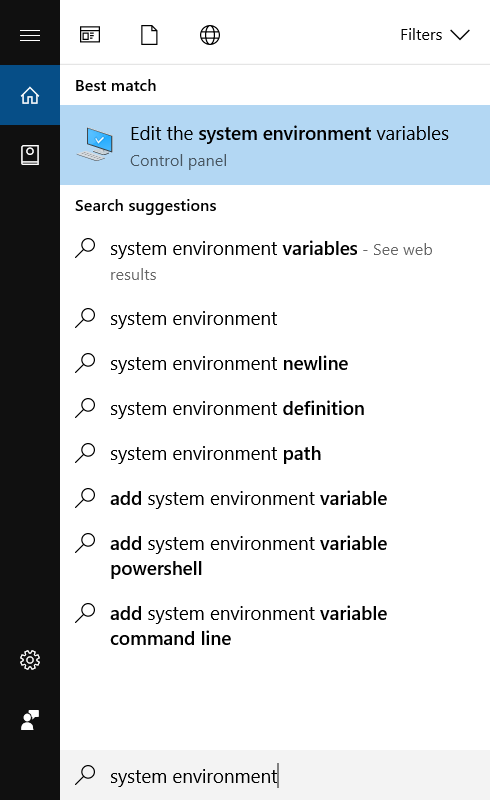 Filters
Best match
Edit the system environment variables
Control panel
Search suggestions
system environment variables - See web
results
system environment
system environment newline
system environment definition
system environment path
add system environment variable
add system environment variable
powershell
add system environment variable
command line
system environment